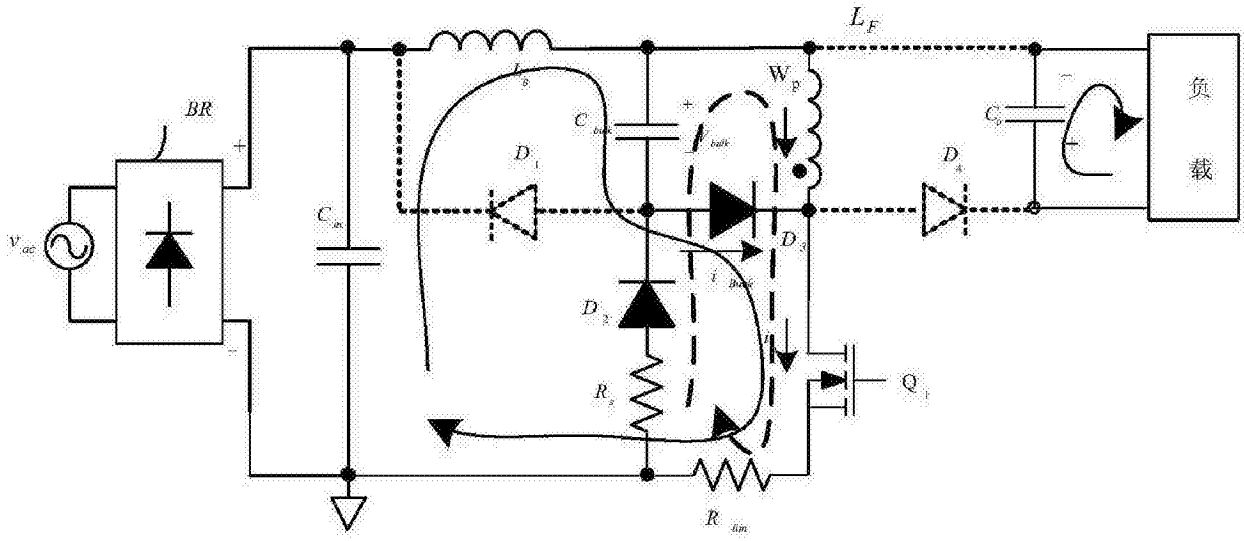 L_F
L_B
W_p
BR
+
+
−
负
载
C_bulk
V_bulk
C_o
+
D_1
D_4
v_ac
C_in
D_3
i_Bulk
−
D_2
R_s
Q_1
R_lim